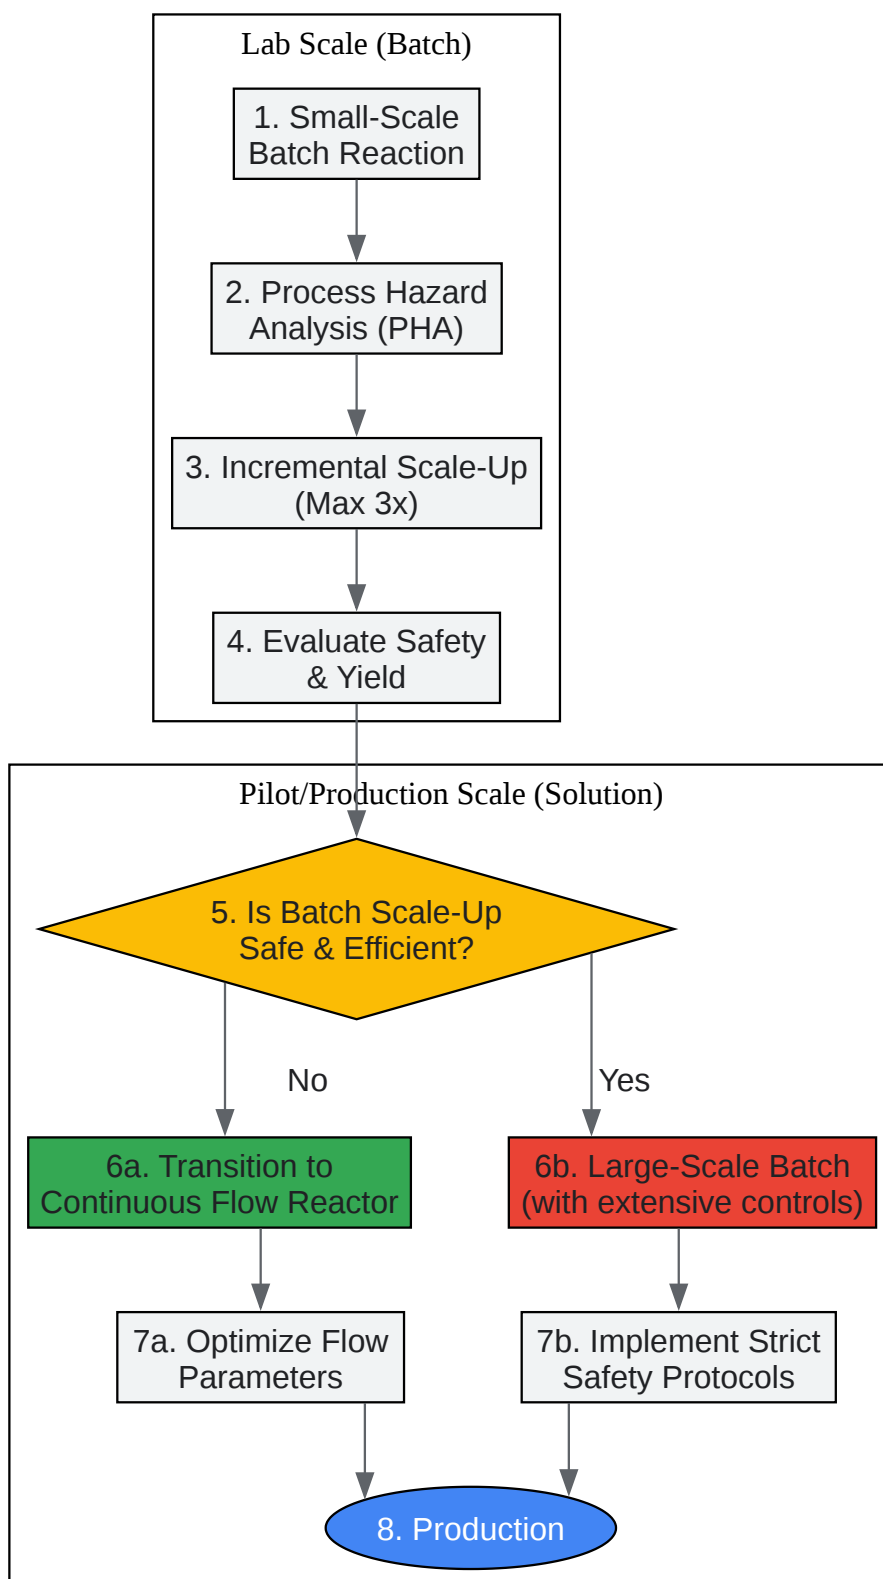 Lab Scale (Batch)
1. Small-Scale
Batch Reaction
2. Process Hazard
Analysis (PHA)
3. Incremental Scale-Up
(Max 3x)
4. Evaluate Safety
& Yield
Pilot/Production Scale (Solution)
5. Is Batch Scale-Up
Safe & Efficient?
No
Yes
6a. Transition to
Continuous Flow Reactor
6b. Large-Scale Batch
(with extensive controls)
7a. Optimize Flow
Parameters
7b. Implement Strict
Safety Protocols
8. Production